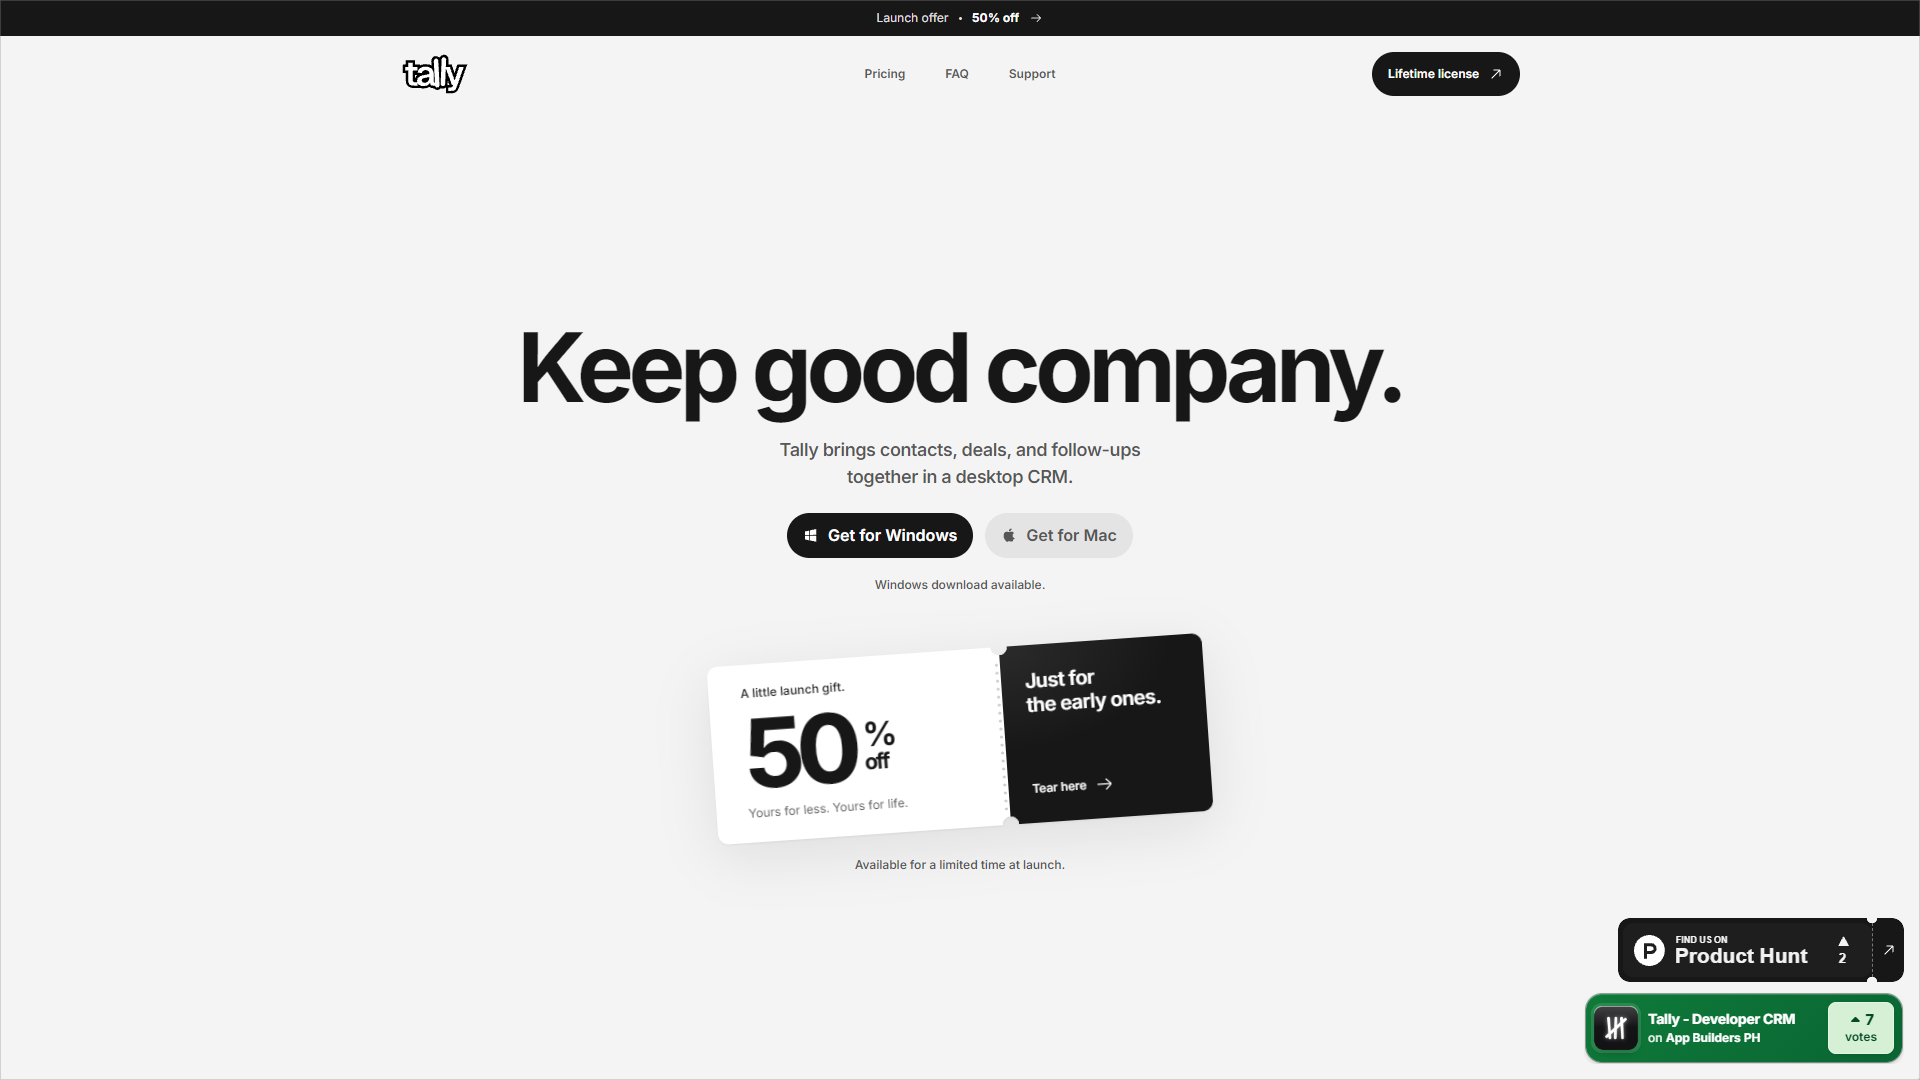 Launch offer • 50% off →
tally
Pricing
FAQ
Support
Lifetime license
Keep good company.
Tally brings contacts, deals, and follow-ups
together in a desktop CRM.
Get for Windows
Get for Mac
Windows download available.
A little launch gift.
50% off
Yours for less. Yours for life.
Just for
the early ones.
Tear here →
Available for a limited time at launch.
P
FIND US ON
Product Hunt
▲
2
Tally - Developer CRM
on App Builders PH
7
votes